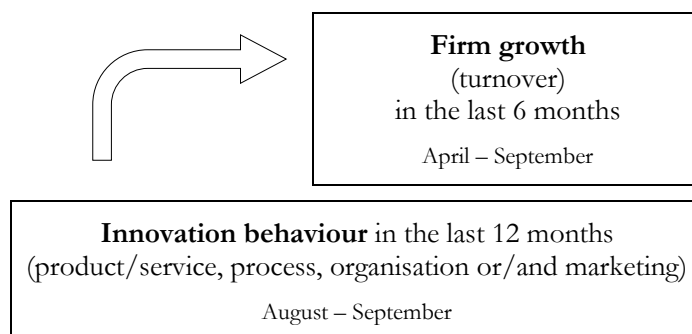 Firm growth
(turnover)
in the last 6 months
April – September
Innovation behaviour in the last 12 months
(product/service, process, organisation or/and marketing)
August – September